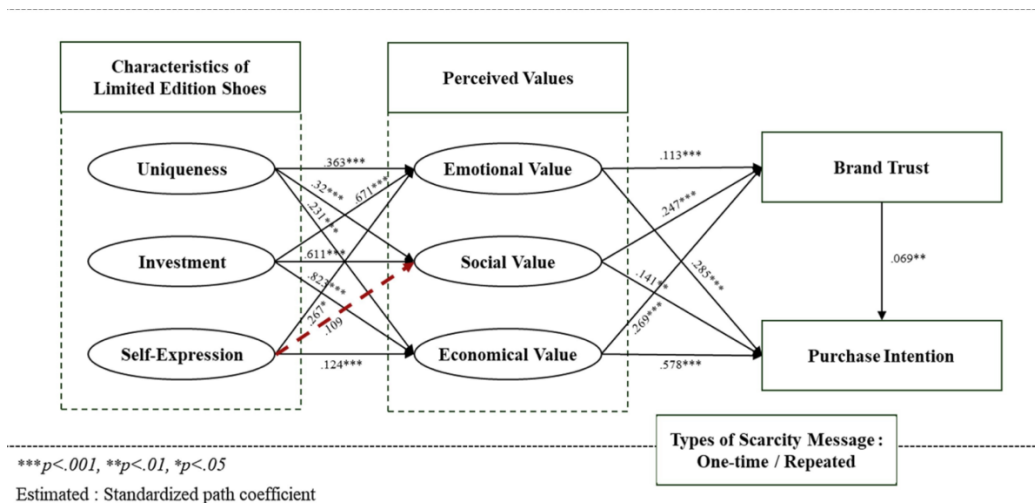 Characteristics of
Limited Edition Shoes
Perceived Values
Uniqueness
.363***
Emotional Value
.113***
Brand Trust
.32***
.671***
.231***
.247***
Investment
.611***
Social Value
.069**
.823***
.285***
.141**
.267*
.109
.269***
Self-Expression
.124***
Economical Value
.578***
Purchase Intention
Types of Scarcity Message :
One-time / Repeated
***p<.001, **p<.01, *p<.05
Estimated : Standardized path coefficient